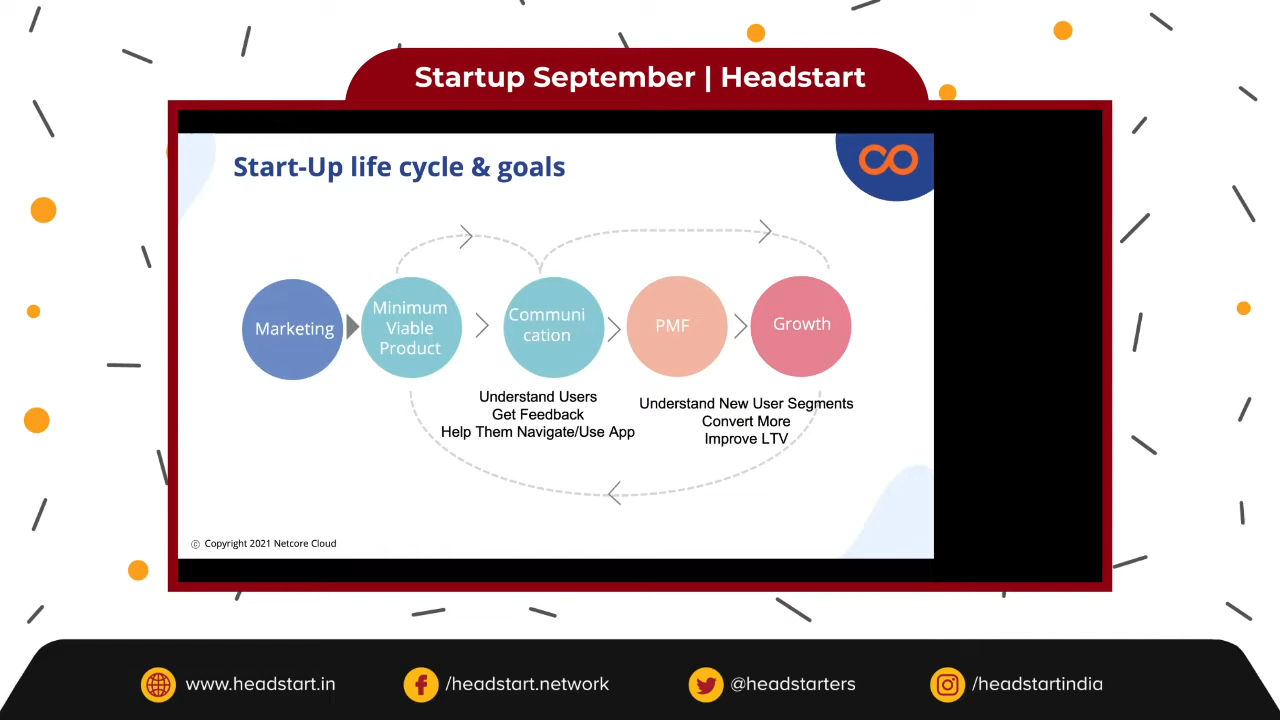 Startup September | Headstart
Start-Up life cycle & goals
Marketing
Minimum
Viable
Product
Communi
cation
PMF
Growth
Understand Users
Get Feedback
Help Them Navigate/Use App
Understand New User Segments
Convert More
Improve LTV
© Copyright 2021 Netcore Cloud
www.headstart.in
/headstart.network
@headstarters
/headstartindia